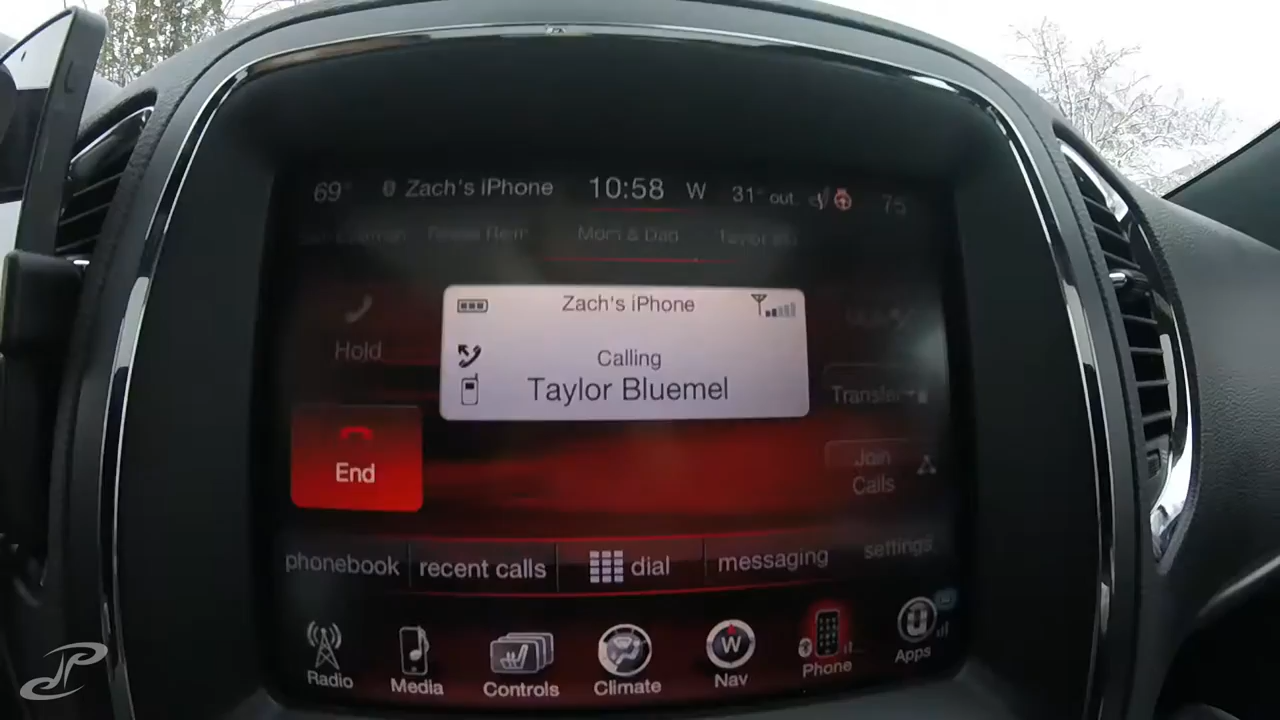 69° Zach's iPhone 10:58 W 31° out. 75
Mom & Dad
Zach's iPhone
Hold
Calling
Taylor Bluemel
Transfer
End
Join
Calls
phonebook recent calls dial messaging settings
W
Radio Media Controls Climate Nav Phone Apps